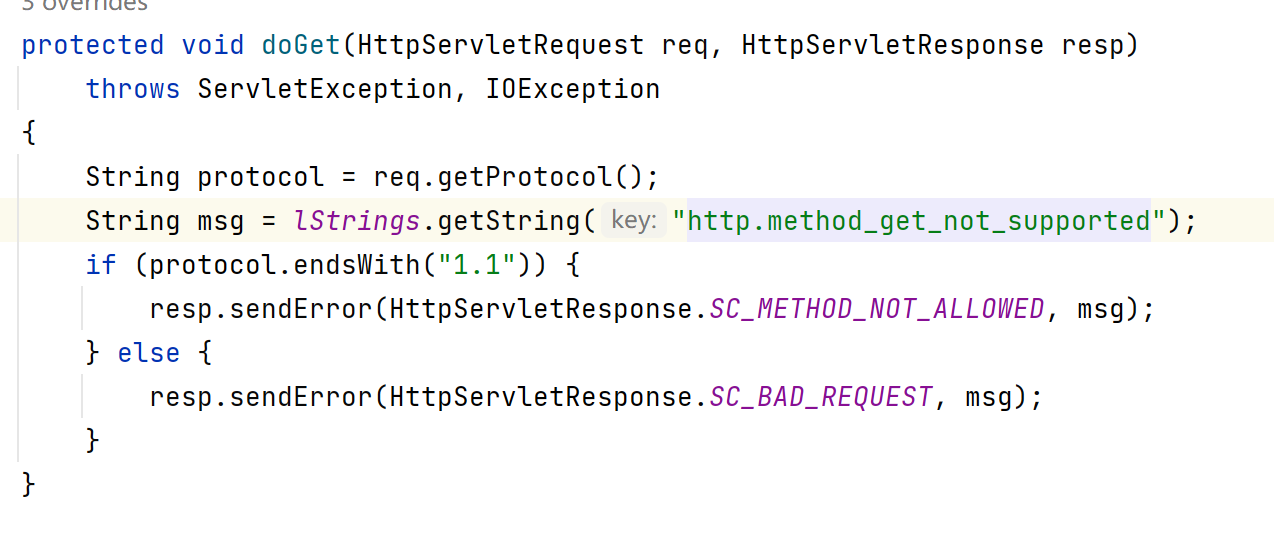 3 overrides
protected void doGet(HttpServletRequest req, HttpServletResponse resp)
    throws ServletException, IOException
{
    String protocol = req.getProtocol();
    String msg = lStrings.getString( key: "http.method_get_not_supported");
    if (protocol.endsWith("1.1")) {
        resp.sendError(HttpServletResponse.SC_METHOD_NOT_ALLOWED, msg);
    } else {
        resp.sendError(HttpServletResponse.SC_BAD_REQUEST, msg);
    }
}